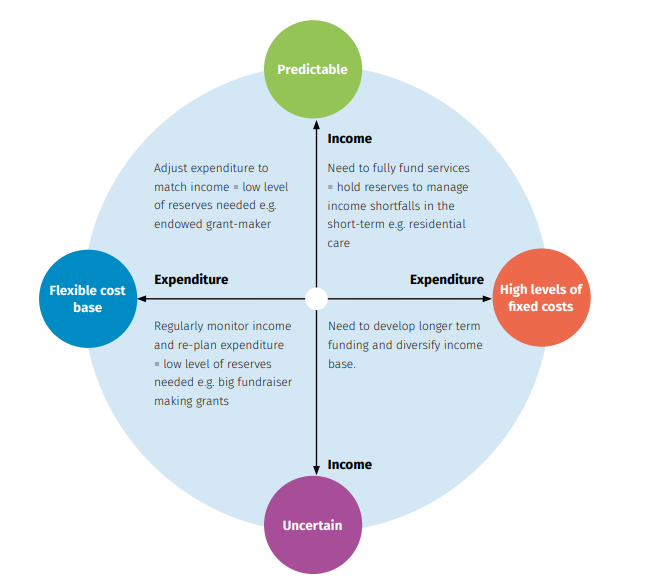 Predictable
Income
Adjust expenditure to
match income = low level
of reserves needed e.g.
endowed grant-maker
Need to fully fund services
= hold reserves to manage
income shortfalls in the
short-term e.g. residential
care
Flexible cost
base
Expenditure
Expenditure
High levels of
fixed costs
Regularly monitor income
and re-plan expenditure
= low level of reserves
needed e.g. big fundraiser
making grants
Need to develop longer term
funding and diversify income
base.
Income
Uncertain